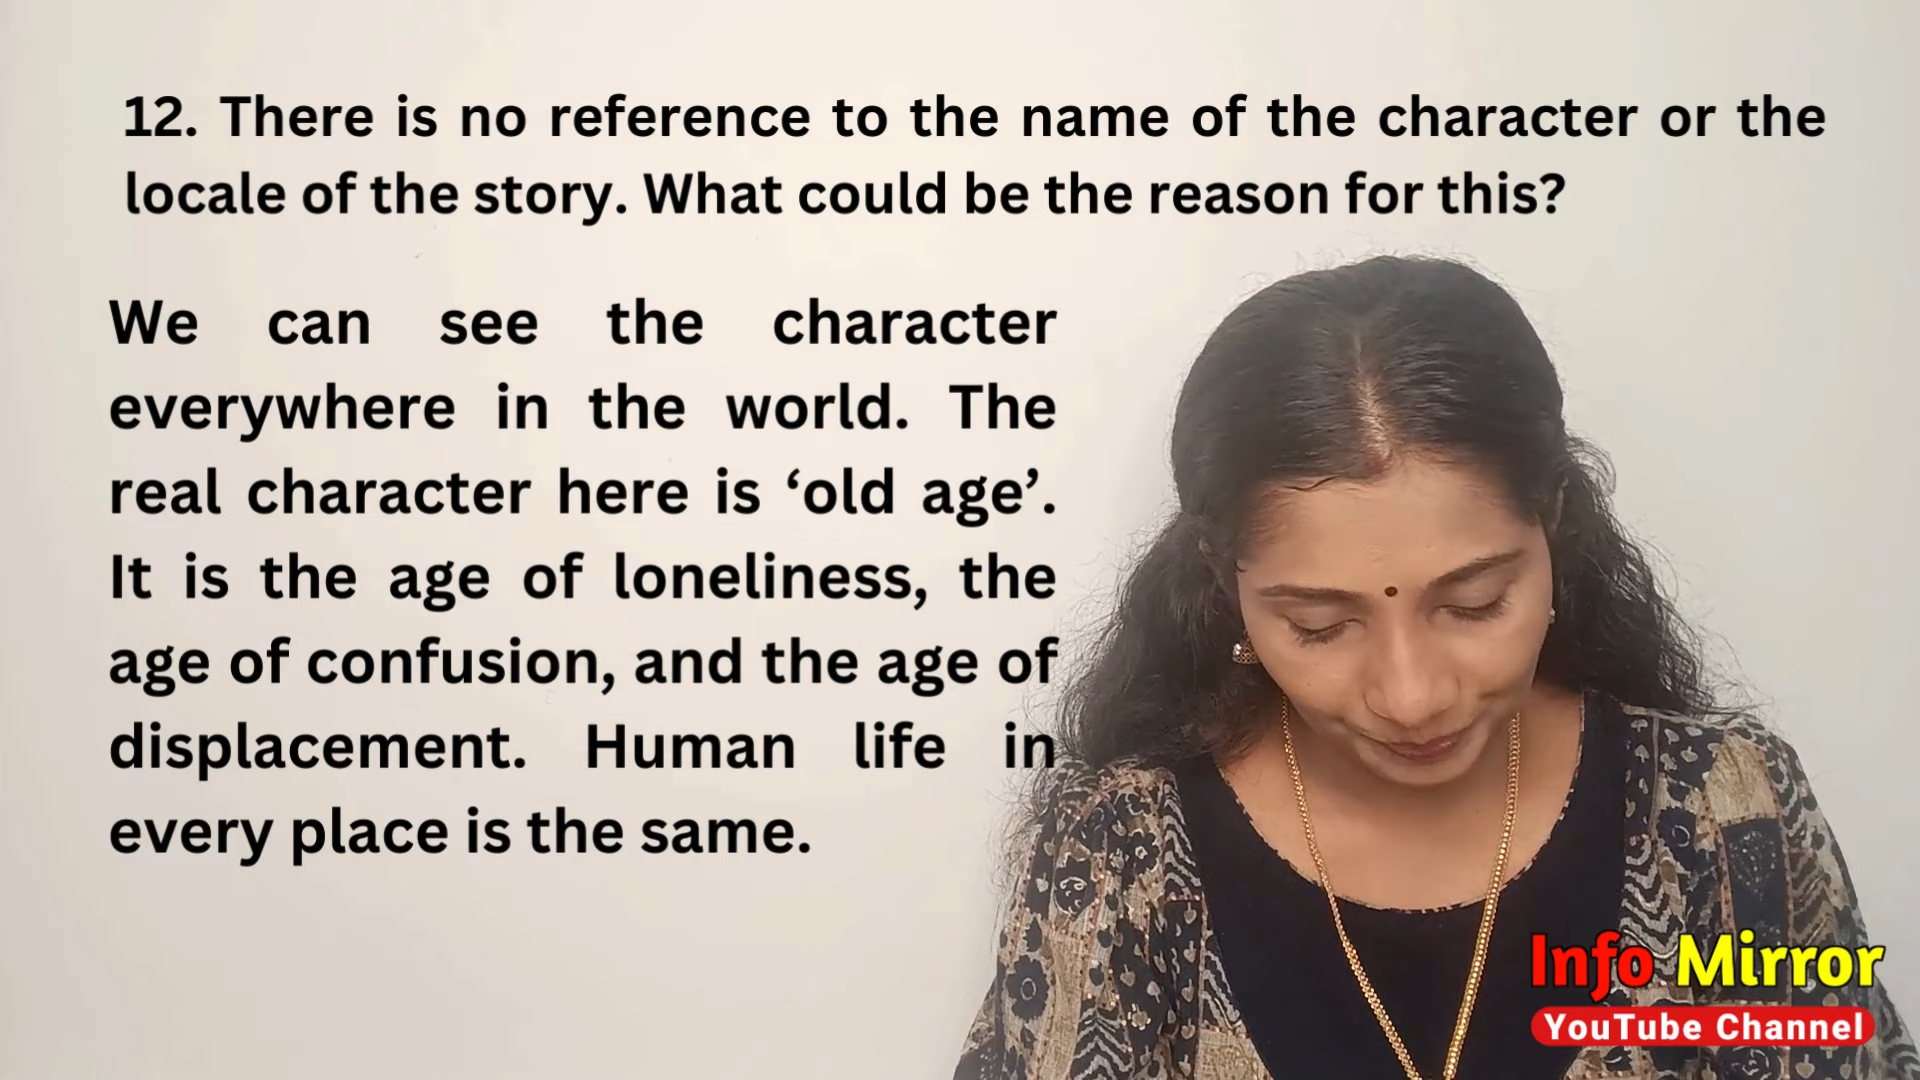 12. There is no reference to the name of the character or the
locale of the story. What could be the reason for this?
We can see the character
everywhere in the world. The
real character here is ‘old age’.
It is the age of loneliness, the
age of confusion, and the age of
displacement. Human life in
every place is the same.
Info Mirror
YouTube Channel